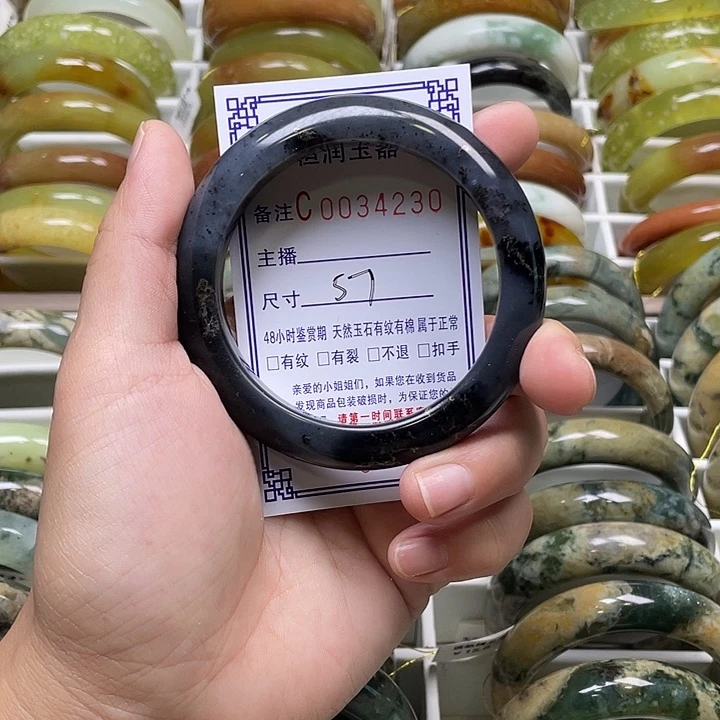 恒润玉器
备注C0034230
主播
尺寸 57
48小时鉴赏期 天然玉石有纹有棉 属于正常
□有纹 □有裂 □不退 □扣手
亲爱的小姐姐们，如果您在收到货品
发现商品包装破损时，为保证您的
请第一时间联系